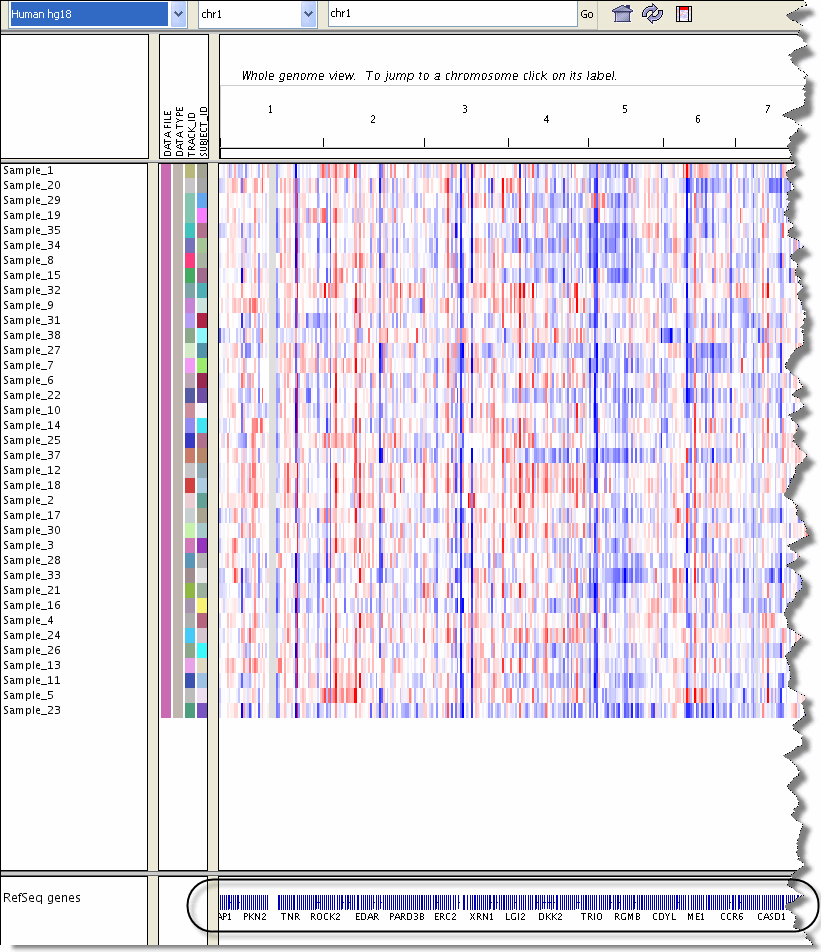 Human hg18 chr1 chr1 Go
Whole genome view. To jump to a chromosome click on its label.
1 2 3 4 5 6 7
DATA FILE
DATA TYPE
TRACK_ID
SUBJECT_ID
Sample_1
Sample_20
Sample_29
Sample_19
Sample_35
Sample_34
Sample_8
Sample_15
Sample_32
Sample_9
Sample_31
Sample_38
Sample_27
Sample_7
Sample_6
Sample_22
Sample_10
Sample_14
Sample_25
Sample_37
Sample_12
Sample_18
Sample_2
Sample_17
Sample_30
Sample_3
Sample_28
Sample_33
Sample_21
Sample_16
Sample_4
Sample_24
Sample_26
Sample_13
Sample_11
Sample_5
Sample_23
RefSeq genes
AP1 PKN2 TNR ROCK2 EDAR PARD3B ERC2 XRN1 LGI2 DKK2 TRIO RGMB CDYL ME1 CCR6 CASD1